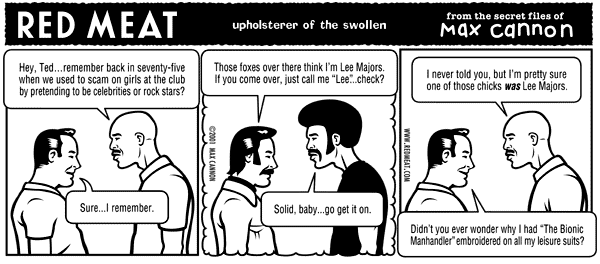 RED MEAT
upholsterer of the swollen
from the secret files of
Max Cannon
Hey, Ted...remember back in seventy-five
when we used to scam on girls at the club
by pretending to be celebrities or rock stars?
Sure...I remember.
Those foxes over there think I'm Lee Majors.
If you come over, just call me "Lee"...check?
Solid, baby...go get it on.
©2001 MAX CANNON
I never told you, but I'm pretty sure
one of those chicks was Lee Majors.
Didn't you ever wonder why I had "The Bionic
Manhandler" embroidered on all my leisure suits?
WWW.REDMEAT.COM